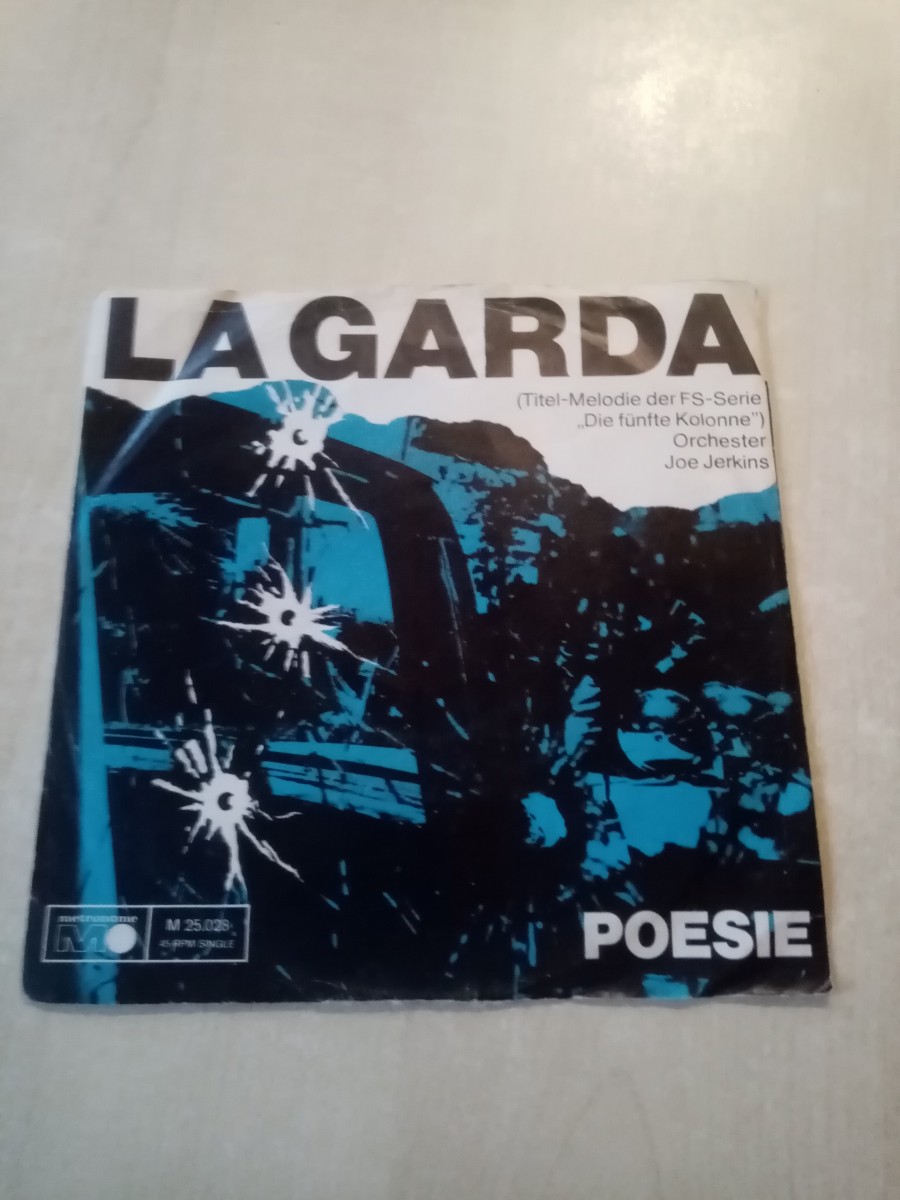 LA GARDA
(Titel-Melodie der FS-Serie
„Die fünfte Kolonne")
Orchester
Joe Jerkins
metronome
M
M 25.028
45 RPM SINGLE
POESIE